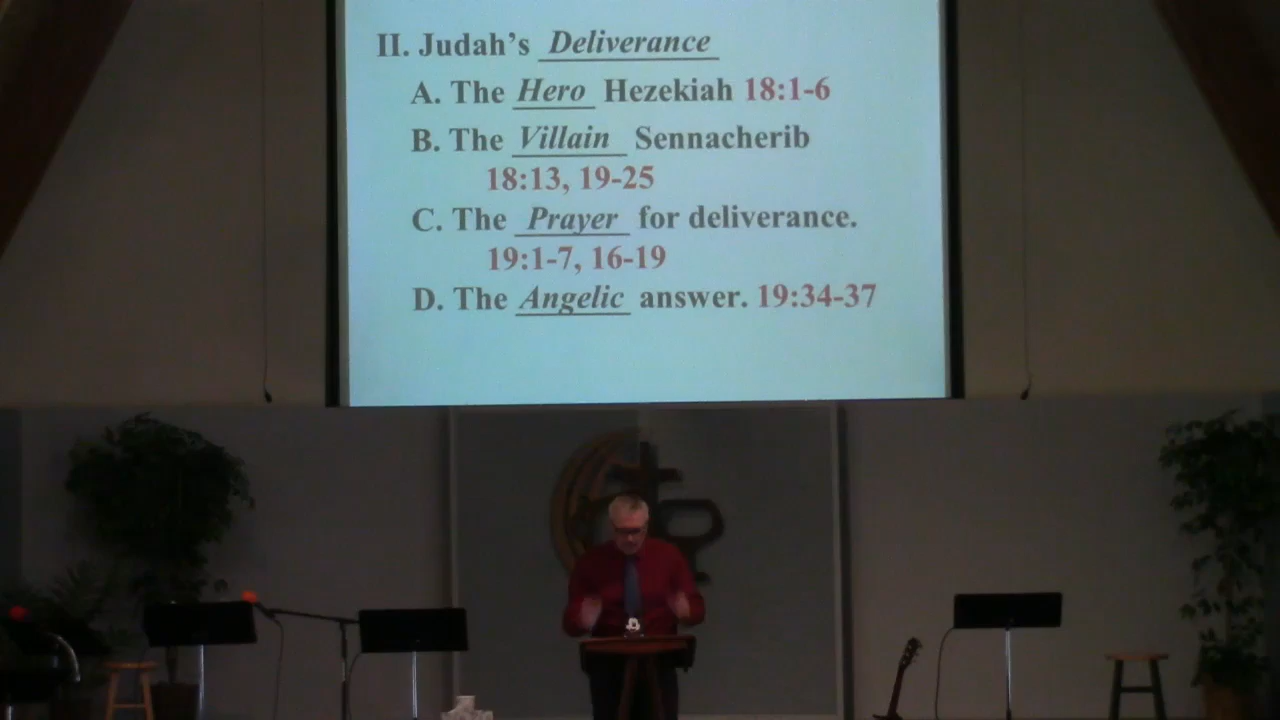 II. Judah's Deliverance
A. The Hero Hezekiah 18:1-6
B. The Villain Sennacherib
18:13, 19-25
C. The Prayer for deliverance.
19:1-7, 16-19
D. The Angelic answer. 19:34-37